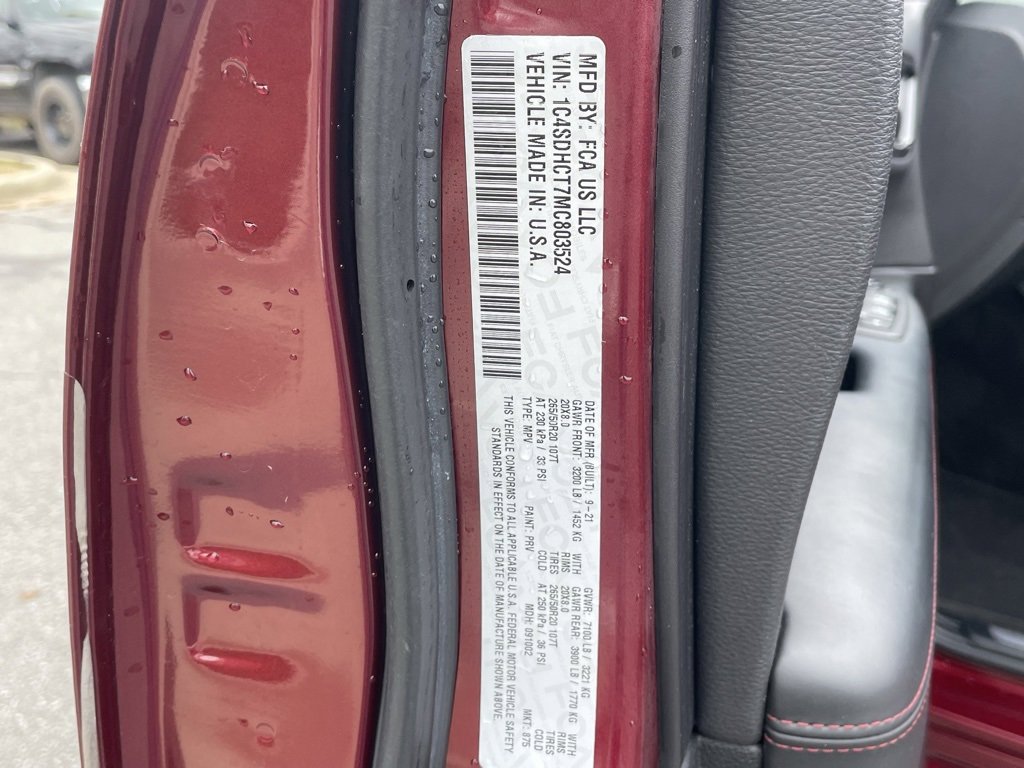 MFD BY: FCA US LLC
VIN: 1C4SDHCT7MC803524
VEHICLE MADE IN: U.S.A.
DATE OF MFR (BUILT): 9-21 GVWR: 7100 LB / 3221 KG
GAWR FRONT: 3200 LB / 1452 KG WITH GAWR REAR: 3900 LB / 1770 KG WITH
20X8.0 RIMS 20X8.0 RIMS
265/50R20 107T TIRES 265/50R20 107T TIRES
AT 230 kPa / 33 PSI COLD AT 250 kPa / 36 PSI COLD
TYPE: MPV PAINT: PRV MDH: 091002 MKT: 875
THIS VEHICLE CONFORMS TO ALL APPLICABLE U.S.A. FEDERAL MOTOR VEHICLE SAFETY
STANDARDS IN EFFECT ON THE DATE OF MANUFACTURE SHOWN ABOVE.